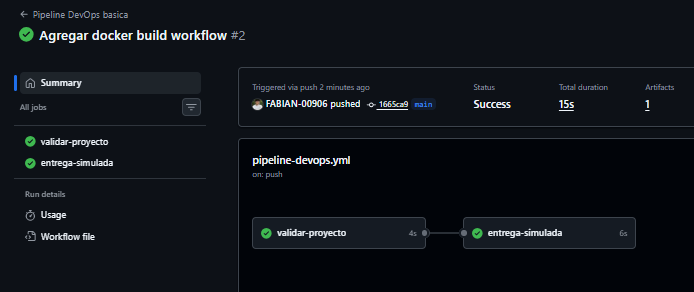 ← Pipeline DevOps basica
Agregar docker build workflow #2
Summary
All jobs
validar-proyecto
entrega-simulada
Run details
Usage
Workflow file
Triggered via push 2 minutes ago
FABIAN-00906 pushed 1665ca9 main
Status
Success
Total duration
15s
Artifacts
1
pipeline-devops.yml
on: push
validar-proyecto 4s
entrega-simulada 6s